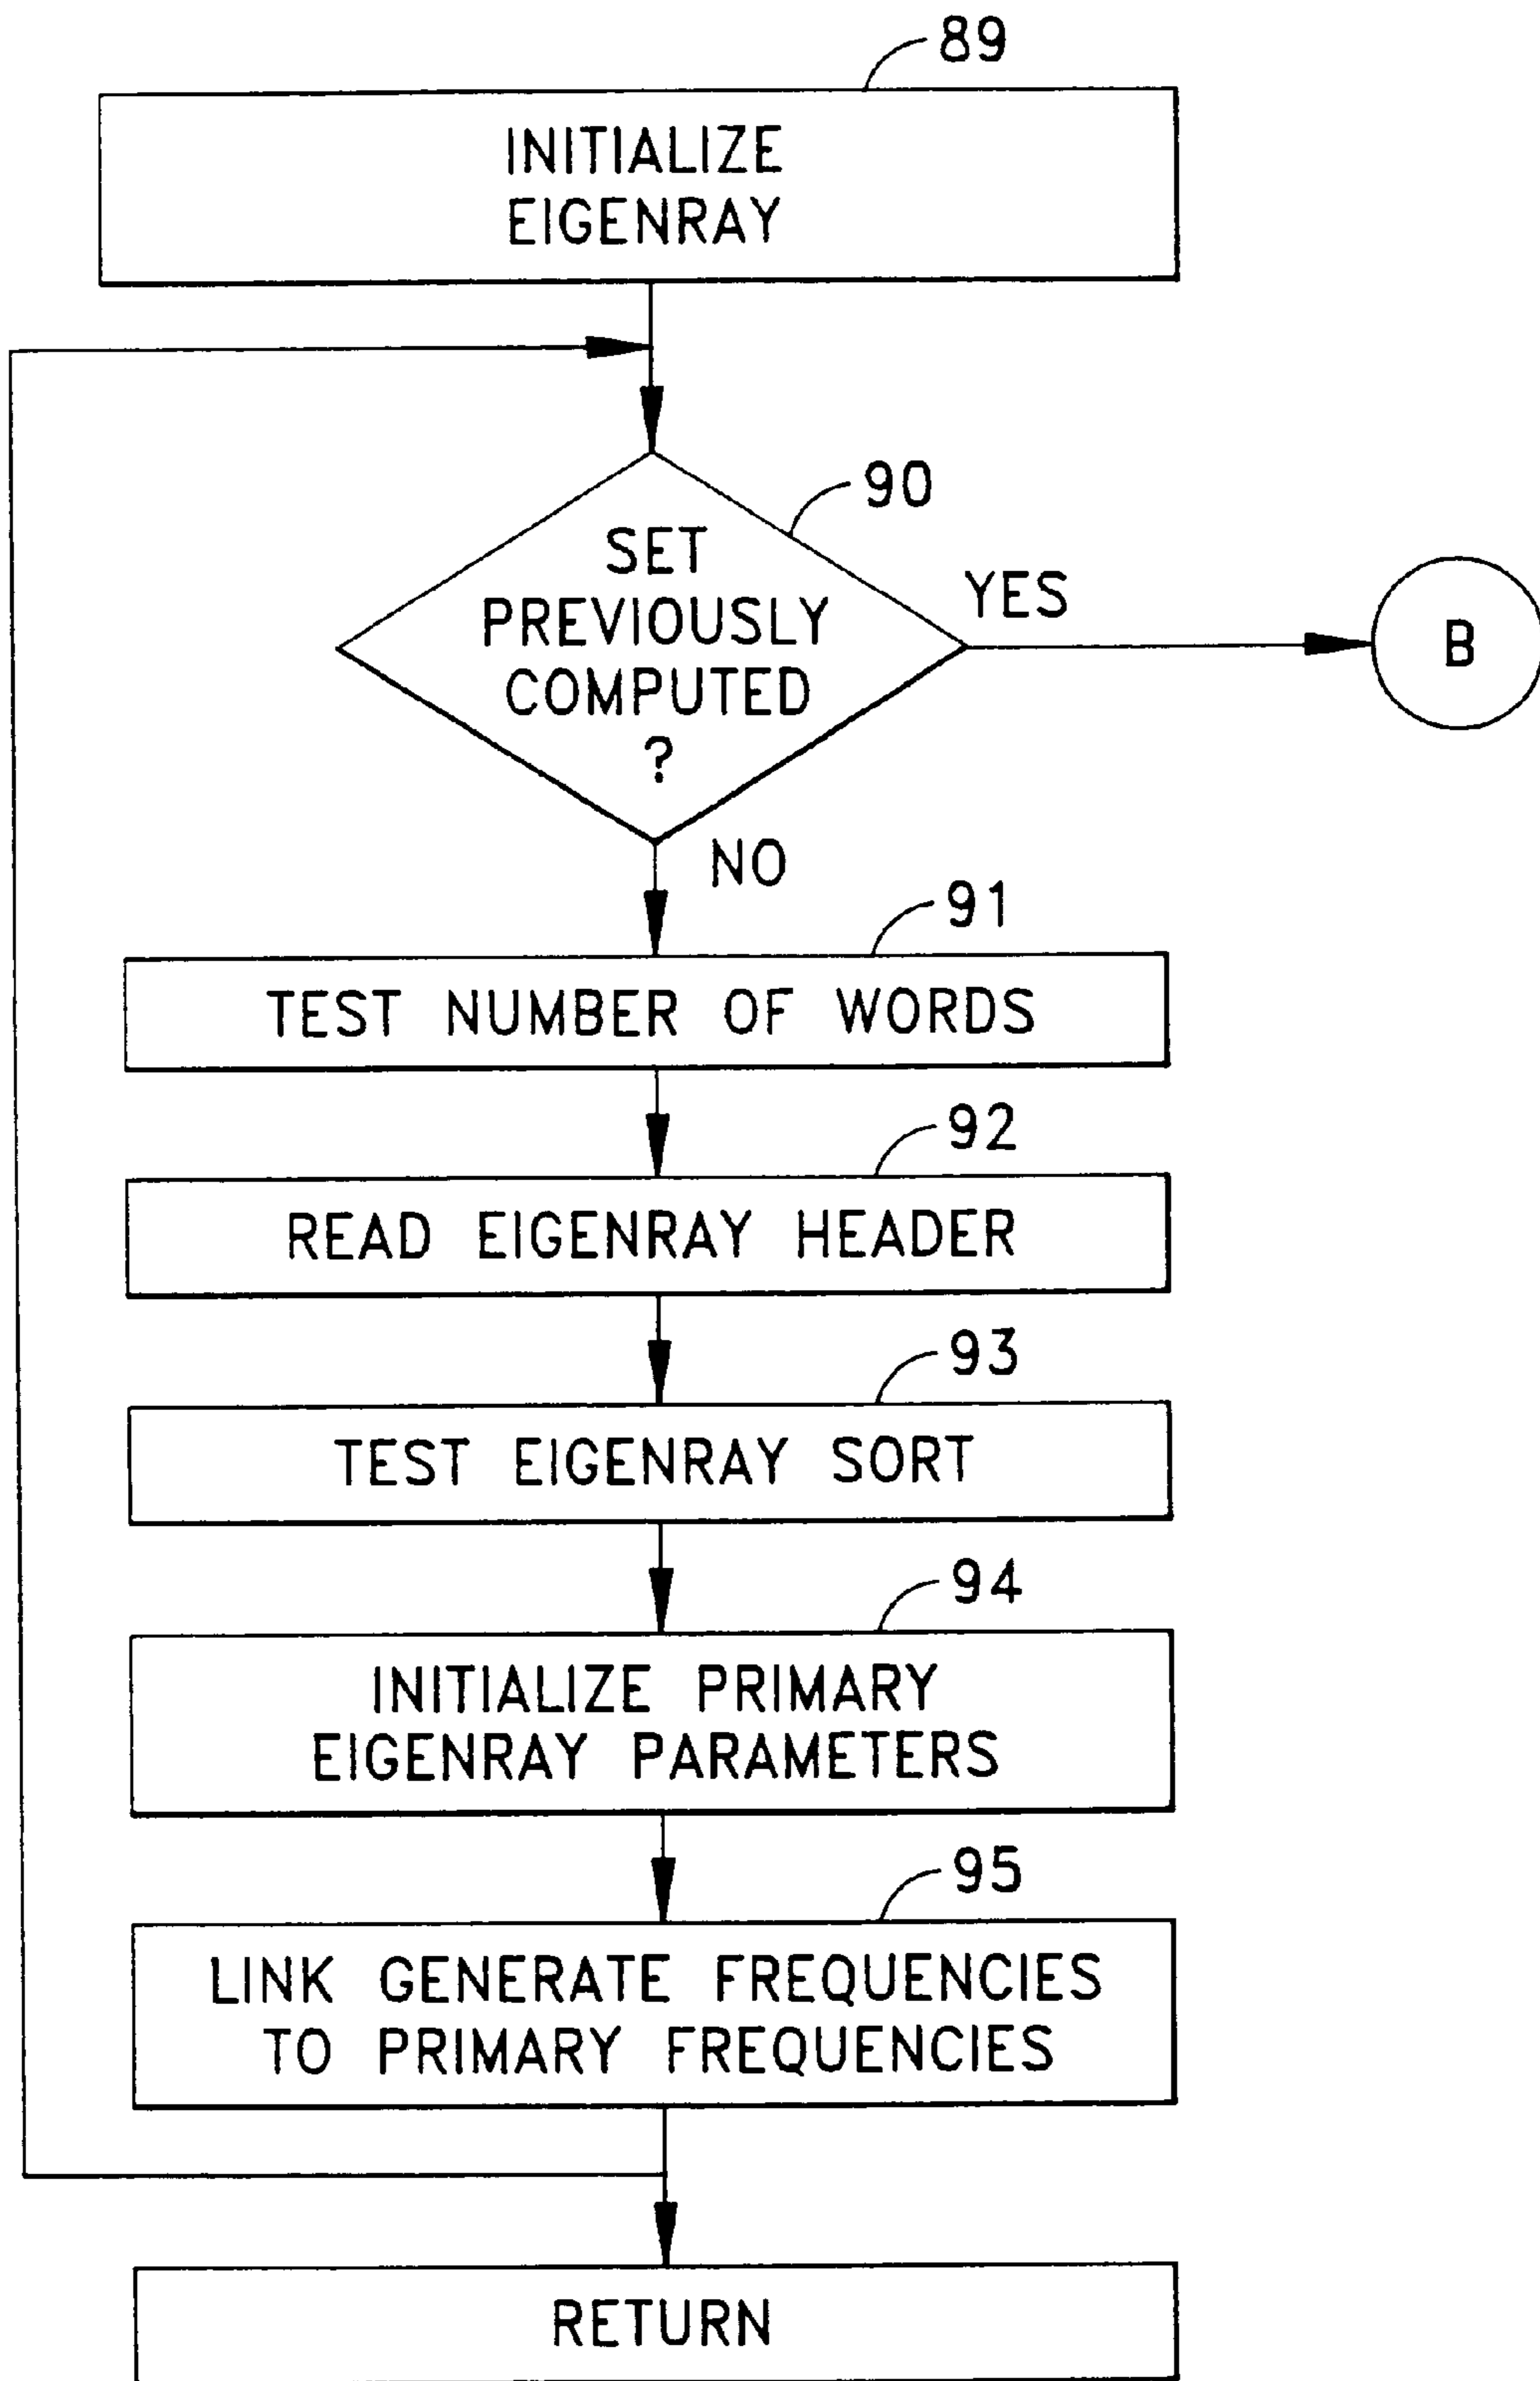 89
INITIALIZE
EIGENRAY
90
SET
PREVIOUSLY
COMPUTED
?
YES
B
NO
91
TEST NUMBER OF WORDS
92
READ EIGENRAY HEADER
93
TEST EIGENRAY SORT
94
INITIALIZE PRIMARY
EIGENRAY PARAMETERS
95
LINK GENERATE FREQUENCIES
TO PRIMARY FREQUENCIES
RETURN